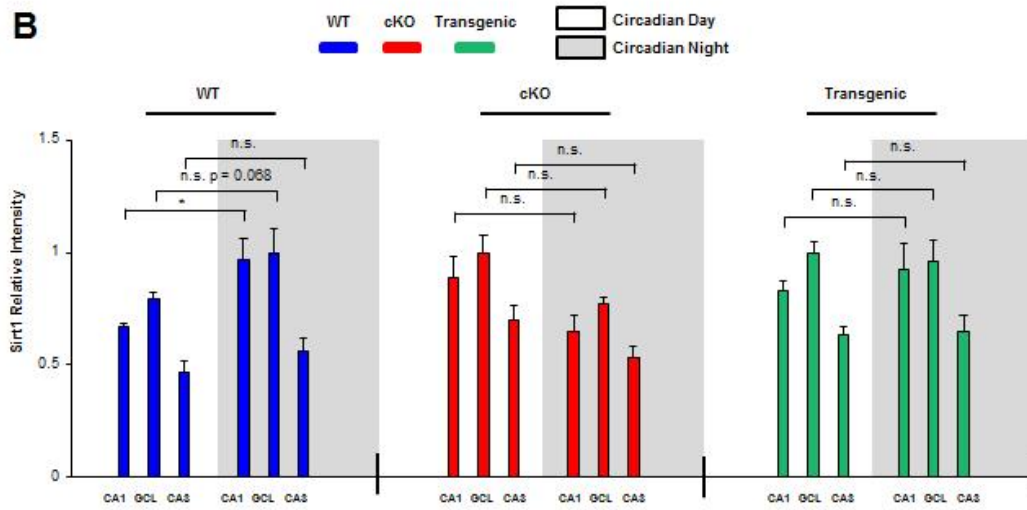 B
WT cKO Transgenic
Circadian Day
Circadian Night
WT cKO Transgenic
Sirt1 Relative Intensity
1.5
1
0.5
0
n.s.
n.s. p = 0.068
*
n.s.
n.s.
n.s.
n.s.
n.s.
n.s.
CA1 GCL CA3 CA1 GCL CA3 CA1 GCL CA3 CA1 GCL CA3 CA1 GCL CA3 CA1 GCL CA3